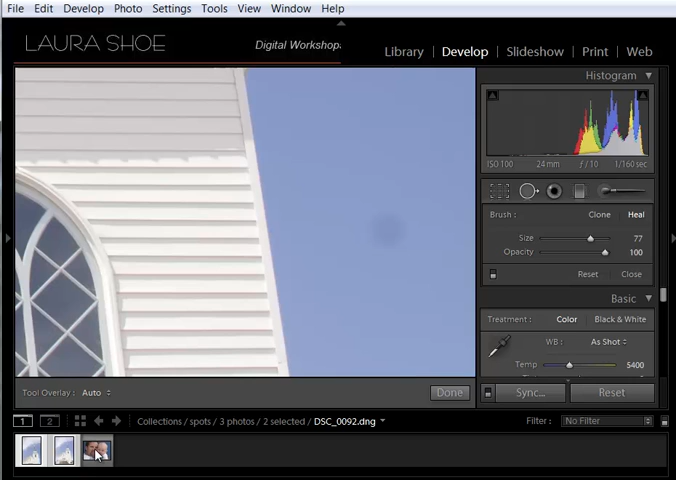 File Edit Develop Photo Settings Tools View Window Help
LAURA SHOE Digital Workshops
Library | Develop | Slideshow | Print | Web
Histogram
ISO 100 24 mm f / 10 1/160 sec
Brush : Clone Heal
Size 77
Opacity 100
Reset Close
Basic
Treatment : Color Black & White
WB : As Shot
Temp 5400
Tool Overlay : Auto Done Sync... Reset
1 2 Collections / spots / 3 photos / 2 selected / DSC_0092.dng Filter : No Filter